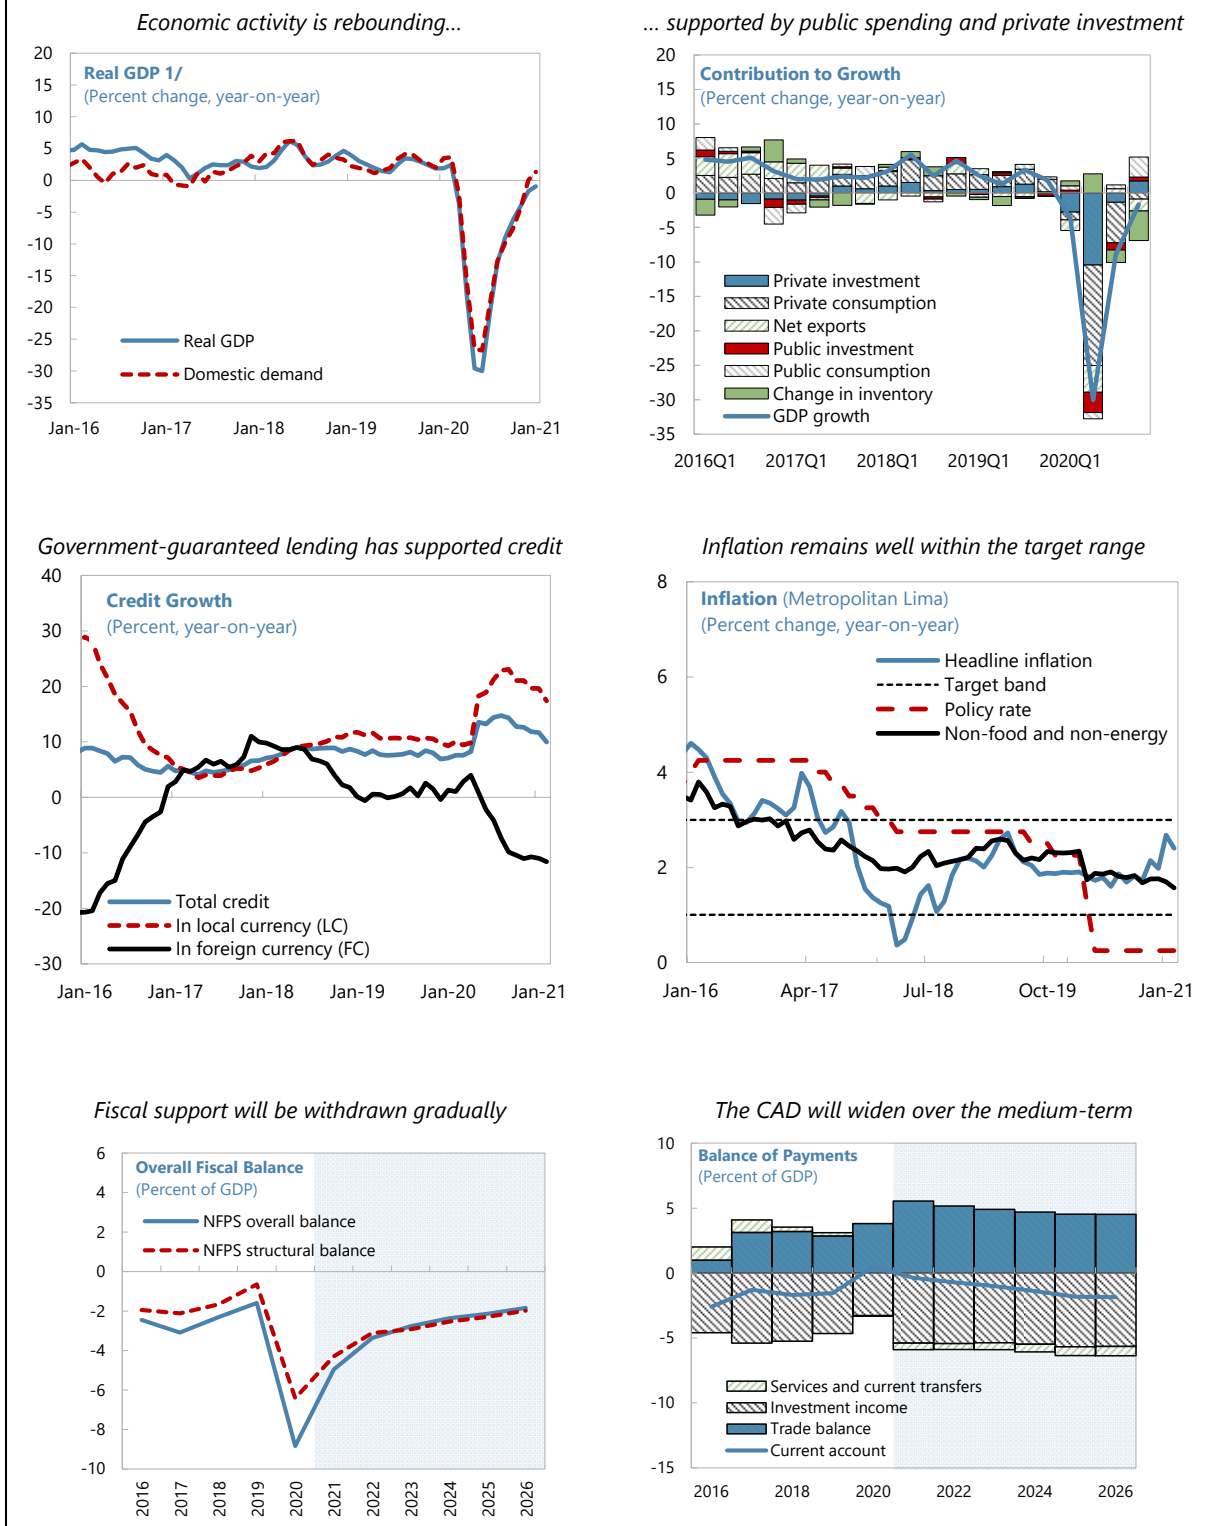 Economic activity is rebounding...
Real GDP 1/
(Percent change, year-on-year)
20
15
10
5
0
-5
-10
-15
-20
-25
-30
-35
Real GDP
Domestic demand
Jan-16 Jan-17 Jan-18 Jan-19 Jan-20 Jan-21
... supported by public spending and private investment
Contribution to Growth
(Percent change, year-on-year)
20
15
10
5
0
-5
-10
-15
-20
-25
-30
-35
Private investment
Private consumption
Net exports
Public investment
Public consumption
Change in inventory
GDP growth
2016Q1 2017Q1 2018Q1 2019Q1 2020Q1
Government-guaranteed lending has supported credit
Credit Growth
(Percent, year-on-year)
40
30
20
10
0
-10
-20
-30
Total credit
In local currency (LC)
In foreign currency (FC)
Jan-16 Jan-17 Jan-18 Jan-19 Jan-20 Jan-21
Inflation remains well within the target range
Inflation (Metropolitan Lima)
(Percent change, year-on-year)
8
6
4
2
0
Headline inflation
Target band
Policy rate
Non-food and non-energy
Jan-16 Apr-17 Jul-18 Oct-19 Jan-21
Fiscal support will be withdrawn gradually
Overall Fiscal Balance
(Percent of GDP)
6
4
2
0
-2
-4
-6
-8
-10
NFPS overall balance
NFPS structural balance
2016 2017 2018 2019 2020 2021 2022 2023 2024 2025 2026
The CAD will widen over the medium-term
Balance of Payments
(Percent of GDP)
10
5
0
-5
-10
-15
Services and current transfers
Investment income
Trade balance
Current account
2016 2018 2020 2022 2024 2026